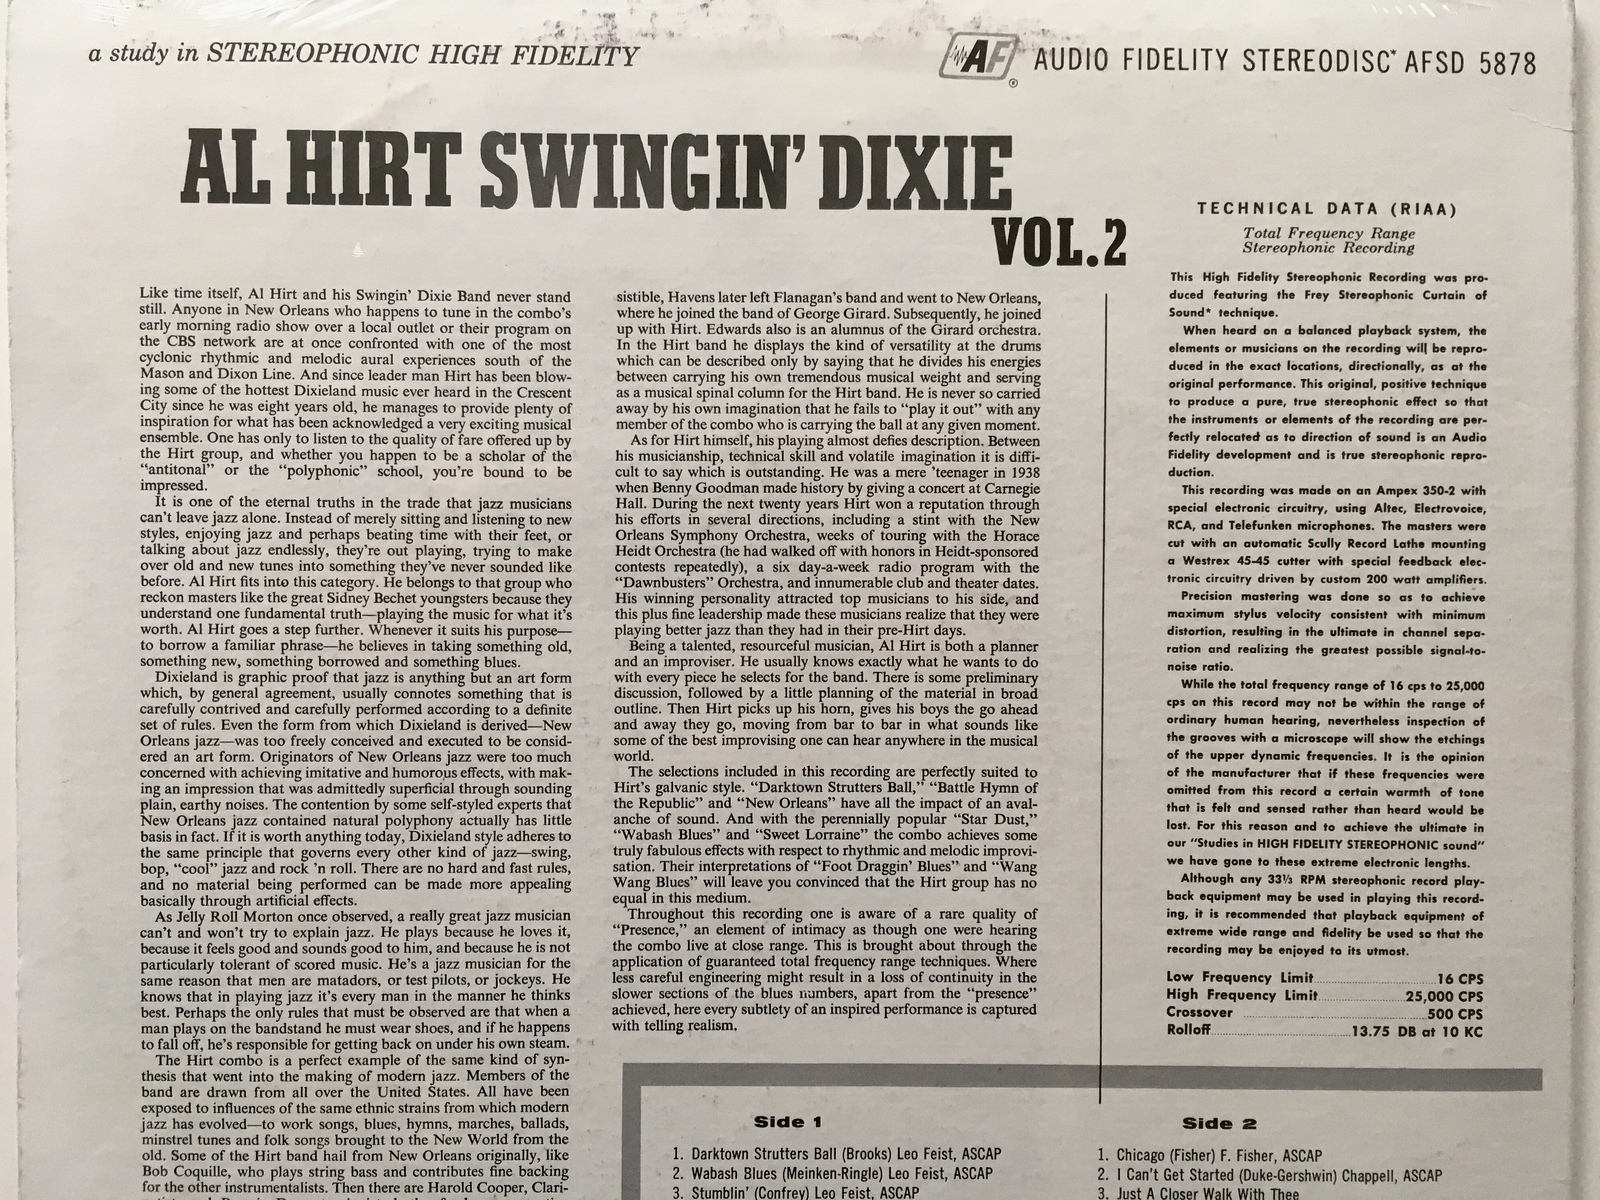 a study in STEREOPHONIC HIGH FIDELITY
AF ® AUDIO FIDELITY STEREODISC* AFSD 5878
AL HIRT SWINGIN' DIXIE
VOL.2
Like time itself, Al Hirt and his Swingin' Dixie Band never stand
still. Anyone in New Orleans who happens to tune in the combo's
early morning radio show over a local outlet or their program on
the CBS network are at once confronted with one of the most
cyclonic rhythmic and melodic aural experiences south of the
Mason and Dixon Line. And since leader man Hirt has been blow-
ing some of the hottest Dixieland music ever heard in the Crescent
City since he was eight years old, he manages to provide plenty of
inspiration for what has been acknowledged a very exciting musical
ensemble. One has only to listen to the quality of fare offered up by
the Hirt group, and whether you happen to be a scholar of the
"antitonal" or the "polyphonic" school, you're bound to be
impressed.
It is one of the eternal truths in the trade that jazz musicians
can't leave jazz alone. Instead of merely sitting and listening to new
styles, enjoying jazz and perhaps beating time with their feet, or
talking about jazz endlessly, they're out playing, trying to make
over old and new tunes into something they've never sounded like
before. Al Hirt fits into this category. He belongs to that group who
reckon masters like the great Sidney Bechet youngsters because they
understand one fundamental truth—playing the music for what it's
worth. Al Hirt goes a step further. Whenever it suits his purpose—
to borrow a familiar phrase—he believes in taking something old,
something new, something borrowed and something blues.
Dixieland is graphic proof that jazz is anything but an art form
which, by general agreement, usually connotes something that is
carefully contrived and carefully performed according to a definite
set of rules. Even the form from which Dixieland is derived—New
Orleans jazz—was too freely conceived and executed to be consid-
ered an art form. Originators of New Orleans jazz were too much
concerned with achieving imitative and humorous effects, with mak-
ing an impression that was admittedly superficial through sounding
plain, earthy noises. The contention by some self-styled experts that
New Orleans jazz contained natural polyphony actually has little
basis in fact. If it is worth anything today, Dixieland style adheres to
the same principle that governs every other kind of jazz—swing,
bop, "cool" jazz and rock 'n roll. There are no hard and fast rules,
and no material being performed can be made more appealing
basically through artificial effects.
As Jelly Roll Morton once observed, a really great jazz musician
can't and won't try to explain jazz. He plays because he loves it,
because it feels good and sounds good to him, and because he is not
particularly tolerant of scored music. He's a jazz musician for the
same reason that men are matadors, or test pilots, or jockeys. He
knows that in playing jazz it's every man in the manner he thinks
best. Perhaps the only rules that must be observed are that when a
man plays on the bandstand he must wear shoes, and if he happens
to fall off, he's responsible for getting back on under his own steam.
The Hirt combo is a perfect example of the same kind of syn-
thesis that went into the making of modern jazz. Members of the
band are drawn from all over the United States. All have been
exposed to influences of the same ethnic strains from which modern
jazz has evolved—to work songs, blues, hymns, marches, ballads,
minstrel tunes and folk songs brought to the New World from the
old. Some of the Hirt band hail from New Orleans originally, like
Bob Coquille, who plays string bass and contributes fine backing
for the other instrumentalists. Then there are Harold Cooper, Clari-
sistible, Havens later left Flanagan's band and went to New Orleans,
where he joined the band of George Girard. Subsequently, he joined
up with Hirt. Edwards also is an alumnus of the Girard orchestra.
In the Hirt band he displays the kind of versatility at the drums
which can be described only by saying that he divides his energies
between carrying his own tremendous musical weight and serving
as a musical spinal column for the Hirt band. He is never so carried
away by his own imagination that he fails to "play it out" with any
member of the combo who is carrying the ball at any given moment.
As for Hirt himself, his playing almost defies description. Between
his musicianship, technical skill and volatile imagination it is diffi-
cult to say which is outstanding. He was a mere 'teenager in 1938
when Benny Goodman made history by giving a concert at Carnegie
Hall. During the next twenty years Hirt won a reputation through
his efforts in several directions, including a stint with the New
Orleans Symphony Orchestra, weeks of touring with the Horace
Heidt Orchestra (he had walked off with honors in Heidt-sponsored
contests repeatedly), a six day-a-week radio program with the
"Dawnbusters" Orchestra, and innumerable club and theater dates.
His winning personality attracted top musicians to his side, and
this plus fine leadership made these musicians realize that they were
playing better jazz than they had in their pre-Hirt days.
Being a talented, resourceful musician, Al Hirt is both a planner
and an improviser. He usually knows exactly what he wants to do
with every piece he selects for the band. There is some preliminary
discussion, followed by a little planning of the material in broad
outline. Then Hirt picks up his horn, gives his boys the go ahead
and away they go, moving from bar to bar in what sounds like
some of the best improvising one can hear anywhere in the musical
world.
The selections included in this recording are perfectly suited to
Hirt's galvanic style. "Darktown Strutters Ball," "Battle Hymn of
the Republic" and "New Orleans" have all the impact of an aval-
anche of sound. And with the perennially popular "Star Dust,"
"Wabash Blues" and "Sweet Lorraine" the combo achieves some
truly fabulous effects with respect to rhythmic and melodic improvi-
sation. Their interpretations of "Foot Draggin' Blues" and "Wang
Wang Blues" will leave you convinced that the Hirt group has no
equal in this medium.
Throughout this recording one is aware of a rare quality of
"Presence," an element of intimacy as though one were hearing
the combo live at close range. This is brought about through the
application of guaranteed total frequency range techniques. Where
less careful engineering might result in a loss of continuity in the
slower sections of the blues numbers, apart from the "presence"
achieved, here every subtlety of an inspired performance is captured
with telling realism.
TECHNICAL DATA (RIAA)
Total Frequency Range
Stereophonic Recording
This High Fidelity Stereophonic Recording was pro-
duced featuring the Frey Stereophonic Curtain of
Sound* technique.
When heard on a balanced playback system, the
elements or musicians on the recording will be repro-
duced in the exact locations, directionally, as at the
original performance. This original, positive technique
to produce a pure, true stereophonic effect so that
the instruments or elements of the recording are per-
fectly relocated as to direction of sound is an Audio
Fidelity development and is true stereophonic repro-
duction.
This recording was made on an Ampex 350-2 with
special electronic circuitry, using Altec, Electrovoice,
RCA, and Telefunken microphones. The masters were
cut with an automatic Scully Record Lathe mounting
a Westrex 45-45 cutter with special feedback elec-
tronic circuitry driven by custom 200 watt amplifiers.
Precision mastering was done so as to achieve
maximum stylus velocity consistent with minimum
distortion, resulting in the ultimate in channel sepa-
ration and realizing the greatest possible signal-to-
noise ratio.
While the total frequency range of 16 cps to 25,000
cps on this record may not be within the range of
ordinary human hearing, nevertheless inspection of
the grooves with a microscope will show the etchings
of the upper dynamic frequencies. It is the opinion
of the manufacturer that if these frequencies were
omitted from this record a certain warmth of tone
that is felt and sensed rather than heard would be
lost. For this reason and to achieve the ultimate in
our "Studies in HIGH FIDELITY STEREOPHONIC sound"
we have gone to these extreme electronic lengths.
Although any 33⅓ RPM stereophonic record play-
back equipment may be used in playing this record-
ing, it is recommended that playback equipment of
extreme wide range and fidelity be used so that the
recording may be enjoyed to its utmost.
Low Frequency Limit 16 CPS
High Frequency Limit 25,000 CPS
Crossover 500 CPS
Rolloff 13.75 DB at 10 KC
Side 1
1. Darktown Strutters Ball (Brooks) Leo Feist, ASCAP
2. Wabash Blues (Meinken-Ringle) Leo Feist, ASCAP
3. Stumblin' (Confrey) Leo Feist, ASCAP
Side 2
1. Chicago (Fisher) F. Fisher, ASCAP
2. I Can't Get Started (Duke-Gershwin) Chappell, ASCAP
3. Just A Closer Walk With Thee